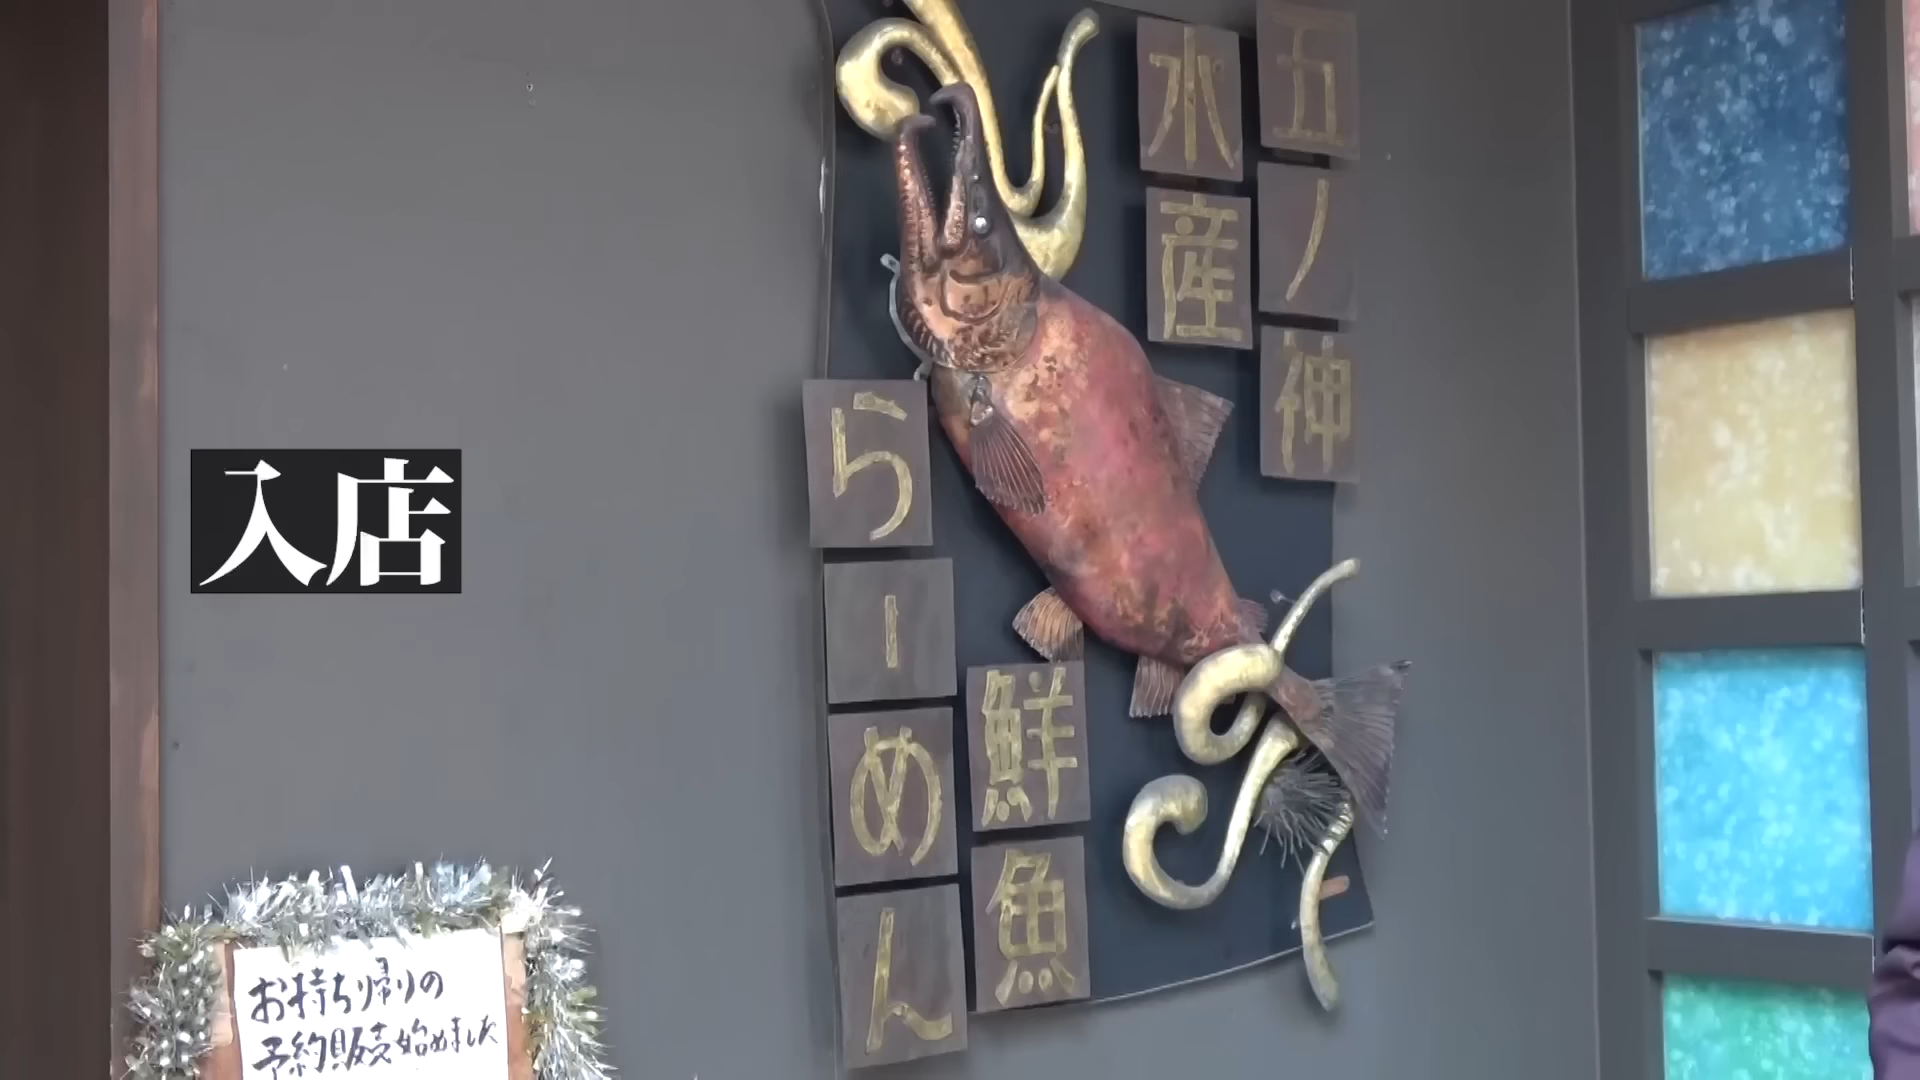 五ノ神
水産
鮮魚
らーめん
入店
お持ち帰りの
予約販売始めました